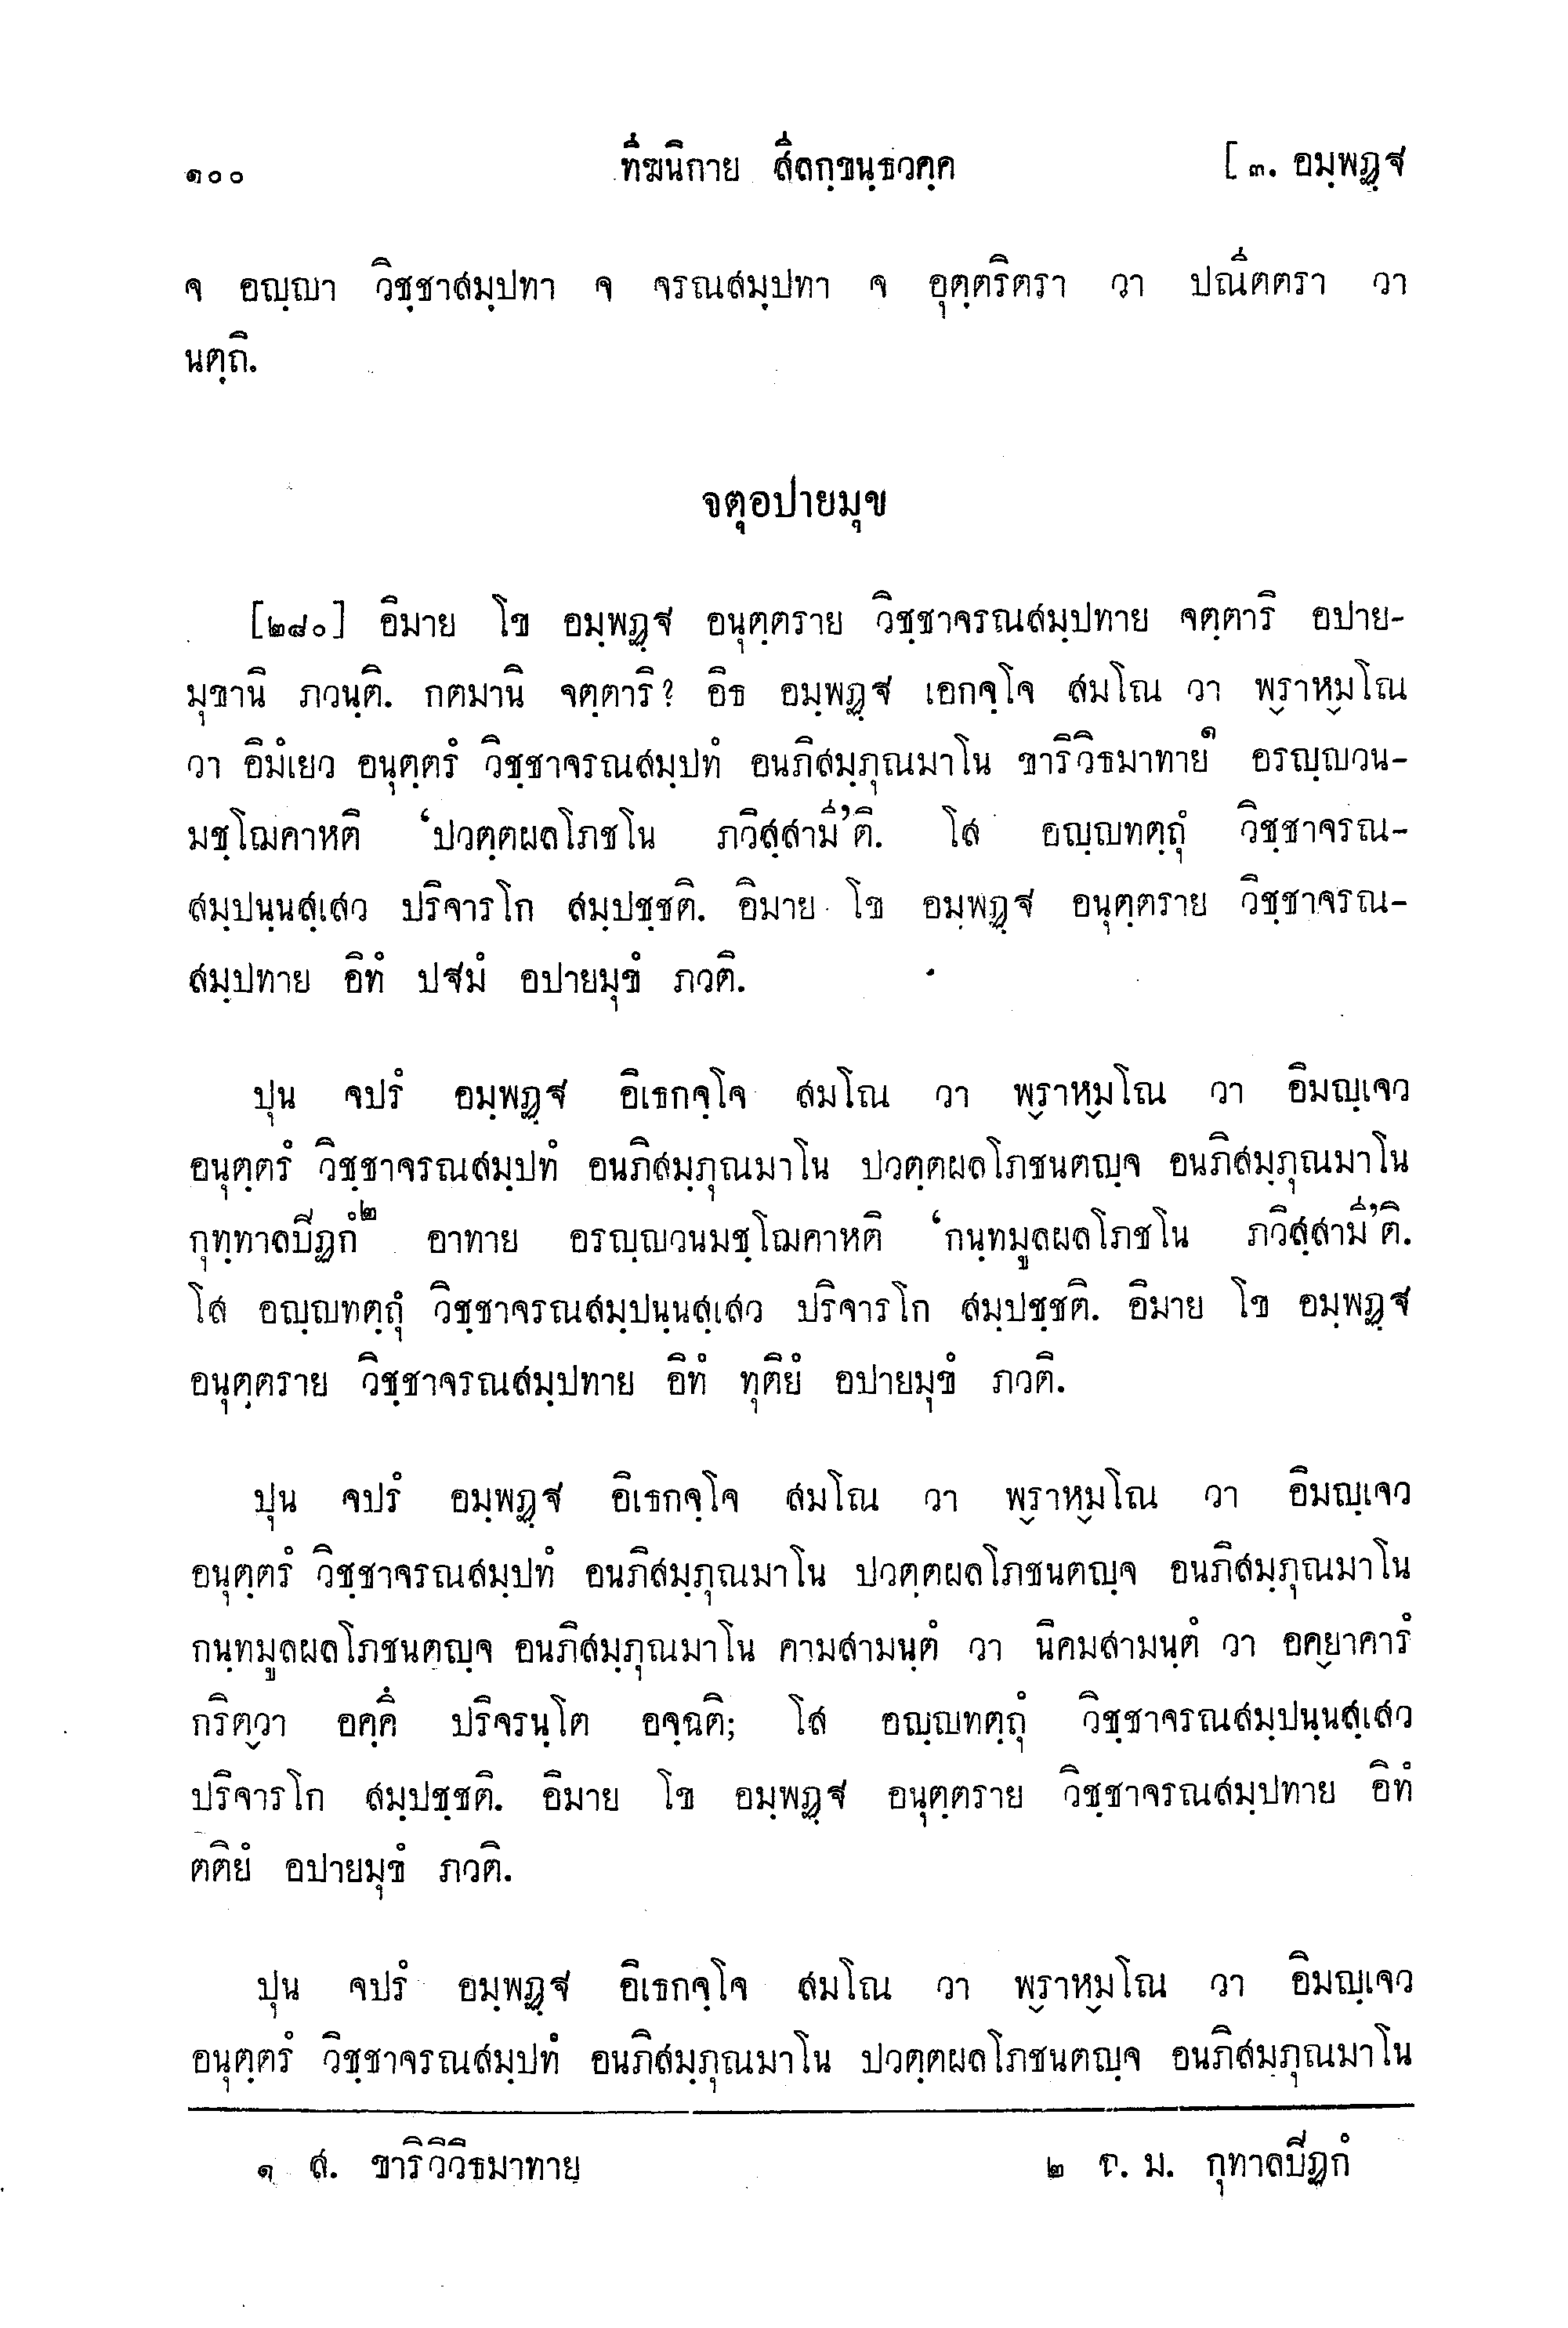 ๑๐๐ ทีฆนิกาย สีลกฺขนฺธวคฺค [ ๓. อมฺพฏฺฐ
จ อญฺญา วิชฺชาสมฺปทา จ จรณสมฺปทา จ อุตฺตริตรา วา ปณีตตรา วา
นตฺถิ.
จตุอปายมุข
[๒๘๐] อิมาย โข อมฺพฏฺฐ อนุตฺตราย วิชฺชาจรณสมฺปทาย จตฺตาริ อปาย-
มุขานิ ภวนฺติ. กตมานิ จตฺตาริ? อิธ อมฺพฏฺฐ เอกจฺโจ สมโณ วา พฺราหฺมโณ
วา อิมํเยว อนุตฺตรํ วิชฺชาจรณสมฺปทํ อนภิสมฺภุณมาโน ขาริวิธมาทาย๑ อรญฺญวน-
มชฺโฌคาหติ ‘ปวตฺตผลโภชโน ภวิสฺสามี’ติ. โส อญฺญทตฺถุํ วิชฺชาจรณ-
สมฺปนฺนสฺเสว ปริจารโก สมฺปชฺชติ. อิมาย โข อมฺพฏฺฐ อนุตฺตราย วิชฺชาจรณ-
สมฺปทาย อิทํ ปฐมํ อปายมุขํ ภวติ.
ปุน จปรํ อมฺพฏฺฐ อิเธกจฺโจ สมโณ วา พฺราหฺมโณ วา อิมญฺเจว
อนุตฺตรํ วิชฺชาจรณสมฺปทํ อนภิสมฺภุณมาโน ปวตฺตผลโภชนตญฺจ อนภิสมฺภุณมาโน
กุทฺทาลปีฏกํ๒ อาทาย อรญฺญวนมชฺโฌคาหติ ‘กนฺทมูลผลโภชโน ภวิสฺสามี’ติ.
โส อญฺญทตฺถุํ วิชฺชาจรณสมฺปนฺนสฺเสว ปริจารโก สมฺปชฺชติ. อิมาย โข อมฺพฏฺฐ
อนุตฺตราย วิชฺชาจรณสมฺปทาย อิทํ ทุติยํ อปายมุขํ ภวติ.
ปุน จปรํ อมฺพฏฺฐ อิเธกจฺโจ สมโณ วา พฺราหฺมโณ วา อิมญฺเจว
อนุตฺตรํ วิชฺชาจรณสมฺปทํ อนภิสมฺภุณมาโน ปวตฺตผลโภชนตญฺจ อนภิสมฺภุณมาโน
กนฺทมูลผลโภชนตญฺจ อนภิสมฺภุณมาโน คามสามนฺตํ วา นิคมสามนฺตํ วา อคฺยาคารํ
กริตฺวา อคฺคึ ปริจรนฺโต อจฺฉติ; โส อญฺญทตฺถุํ วิชฺชาจรณสมฺปนฺนสฺเสว
ปริจารโก สมฺปชฺชติ. อิมาย โข อมฺพฏฺฐ อนุตฺตราย วิชฺชาจรณสมฺปทาย อิทํ
ตติยํ อปายมุขํ ภวติ.
ปุน จปรํ อมฺพฏฺฐ อิเธกจฺโจ สมโณ วา พฺราหฺมโณ วา อิมญฺเจว
อนุตฺตรํ วิชฺชาจรณสมฺปทํ อนภิสมฺภุณมาโน ปวตฺตผลโภชนตญฺจ อนภิสมฺภุณมาโน
๑ ส. ขาริวิวิธมาทาย ๒ ร. ม. กุทาลปีฏกํ